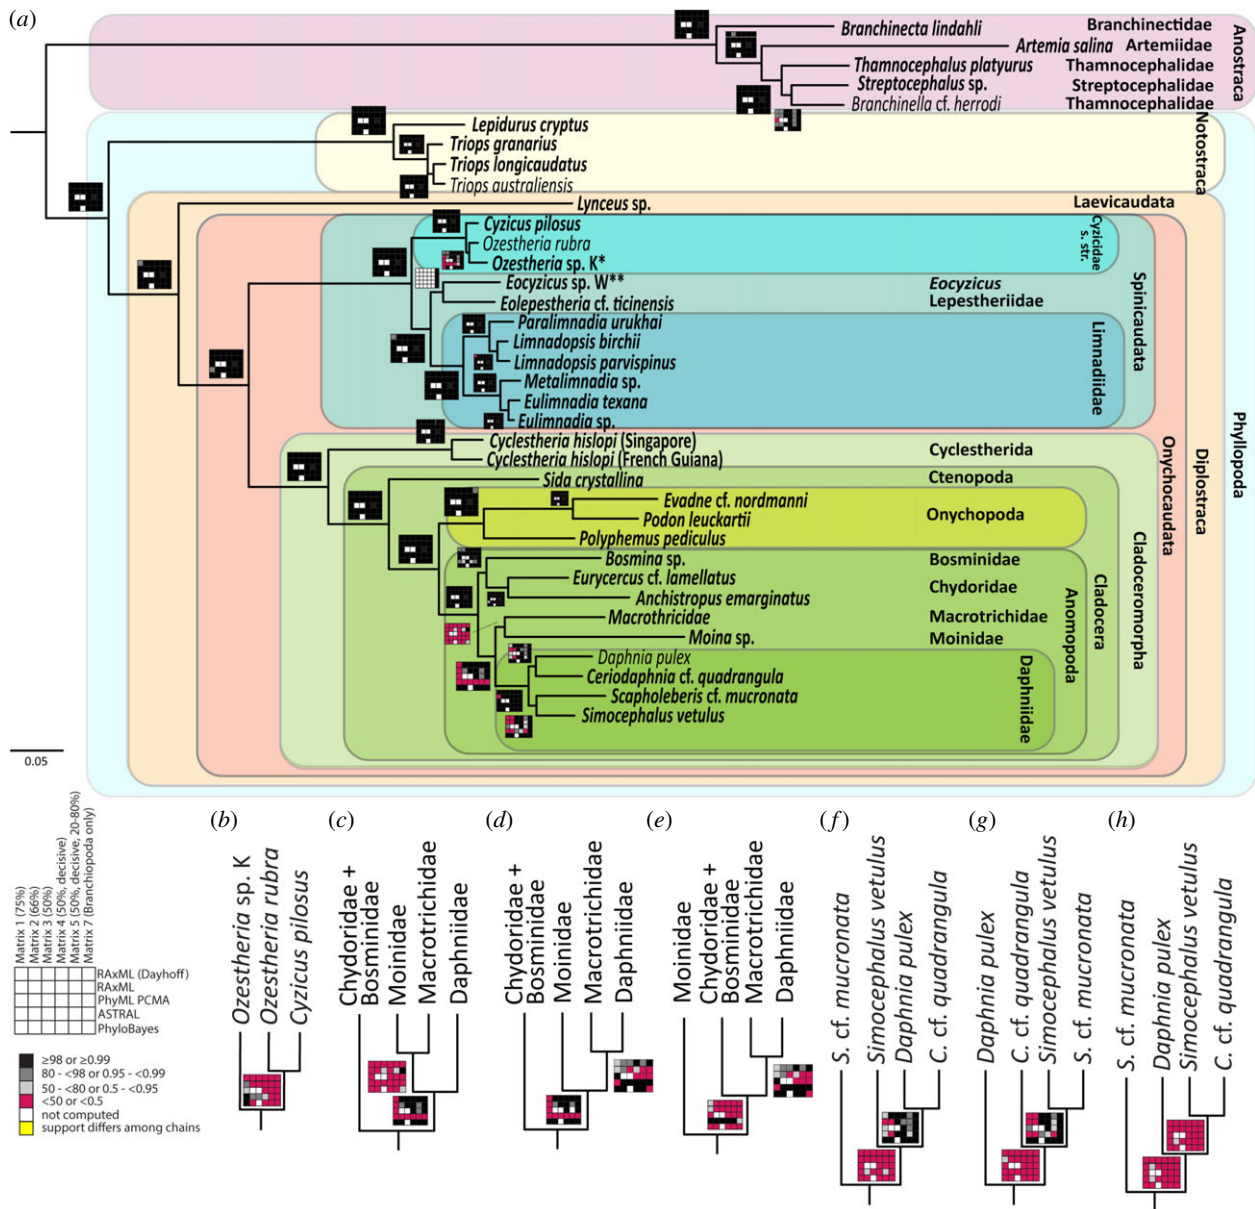 (a)
Branchinecta lindahli Branchinectidae
Artemia salina Artemiidae
Thamnocephalus platyurus Thamnocephalidae
Streptocephalus sp. Streptocephalidae
Branchinella cf. herrodi Thamnocephalidae
Anostraca
Lepidurus cryptus
Triops granarius
Triops longicaudatus
Triops australiensis
Notostraca
Lynceus sp. Laevicaudata
Cyzicus pilosus
Ozestheria rubra
Ozestheria sp. K*
Cyzicidae
s. str.
Eocyzicus sp. W** Eocyzicus
Eolepestheria cf. ticinensis Lepestheriidae
Paralimnadia urukhai
Limnadopsis birchii
Limnadopsis parvispinus
Metalimnadia sp.
Eulimnadia texana
Eulimnadia sp.
Limnadiidae
Spinicaudata
Cyclestheria hislopi (Singapore)
Cyclestheria hislopi (French Guiana)
Cyclestherida
Sida crystallina Ctenopoda
Evadne cf. nordmanni
Podon leuckartii
Polyphemus pediculus
Onychopoda
Bosmina sp. Bosminidae
Eurycercus cf. lamellatus
Anchistropus emarginatus
Chydoridae
Macrothricidae Macrotrichidae
Moina sp. Moinidae
Daphnia pulex
Ceriodaphnia cf. quadrangula
Scapholeberis cf. mucronata
Simocephalus vetulus
Daphniidae
Anomopoda
Cladocera
Cladoceromorpha
Onychocaudata
Diplostraca
Phyllopoda
0.05
Matrix 1 (75%)
Matrix 2 (66%)
Matrix 3 (50%)
Matrix 4 (50%, decisive)
Matrix 5 (50%, decisive, 20-80%)
Matrix 7 (Branchiopoda only)
RAxML (Dayhoff)
RAxML
PhyML PCMA
ASTRAL
PhyloBayes
≥98 or ≥0.99
80 - <98 or 0.95 - <0.99
50 - <80 or 0.5 - <0.95
<50 or <0.5
not computed
support differs among chains
(b)
Ozestheria sp. K
Ozestheria rubra
Cyzicus pilosus
(c)
Chydoridae +
Bosminidae
Moinidae
Macrotrichidae
Daphniidae
(d)
Chydoridae +
Bosminidae
Moinidae
Macrotrichidae
Daphniidae
(e)
Moinidae
Chydoridae +
Bosminidae
Macrotrichidae
Daphniidae
(f)
S. cf. mucronata
Simocephalus vetulus
Daphnia pulex
C. cf. quadrangula
(g)
Daphnia pulex
C. cf. quadrangula
Simocephalus vetulus
S. cf. mucronata
(h)
S. cf. mucronata
Daphnia pulex
Simocephalus vetulus
C. cf. quadrangula